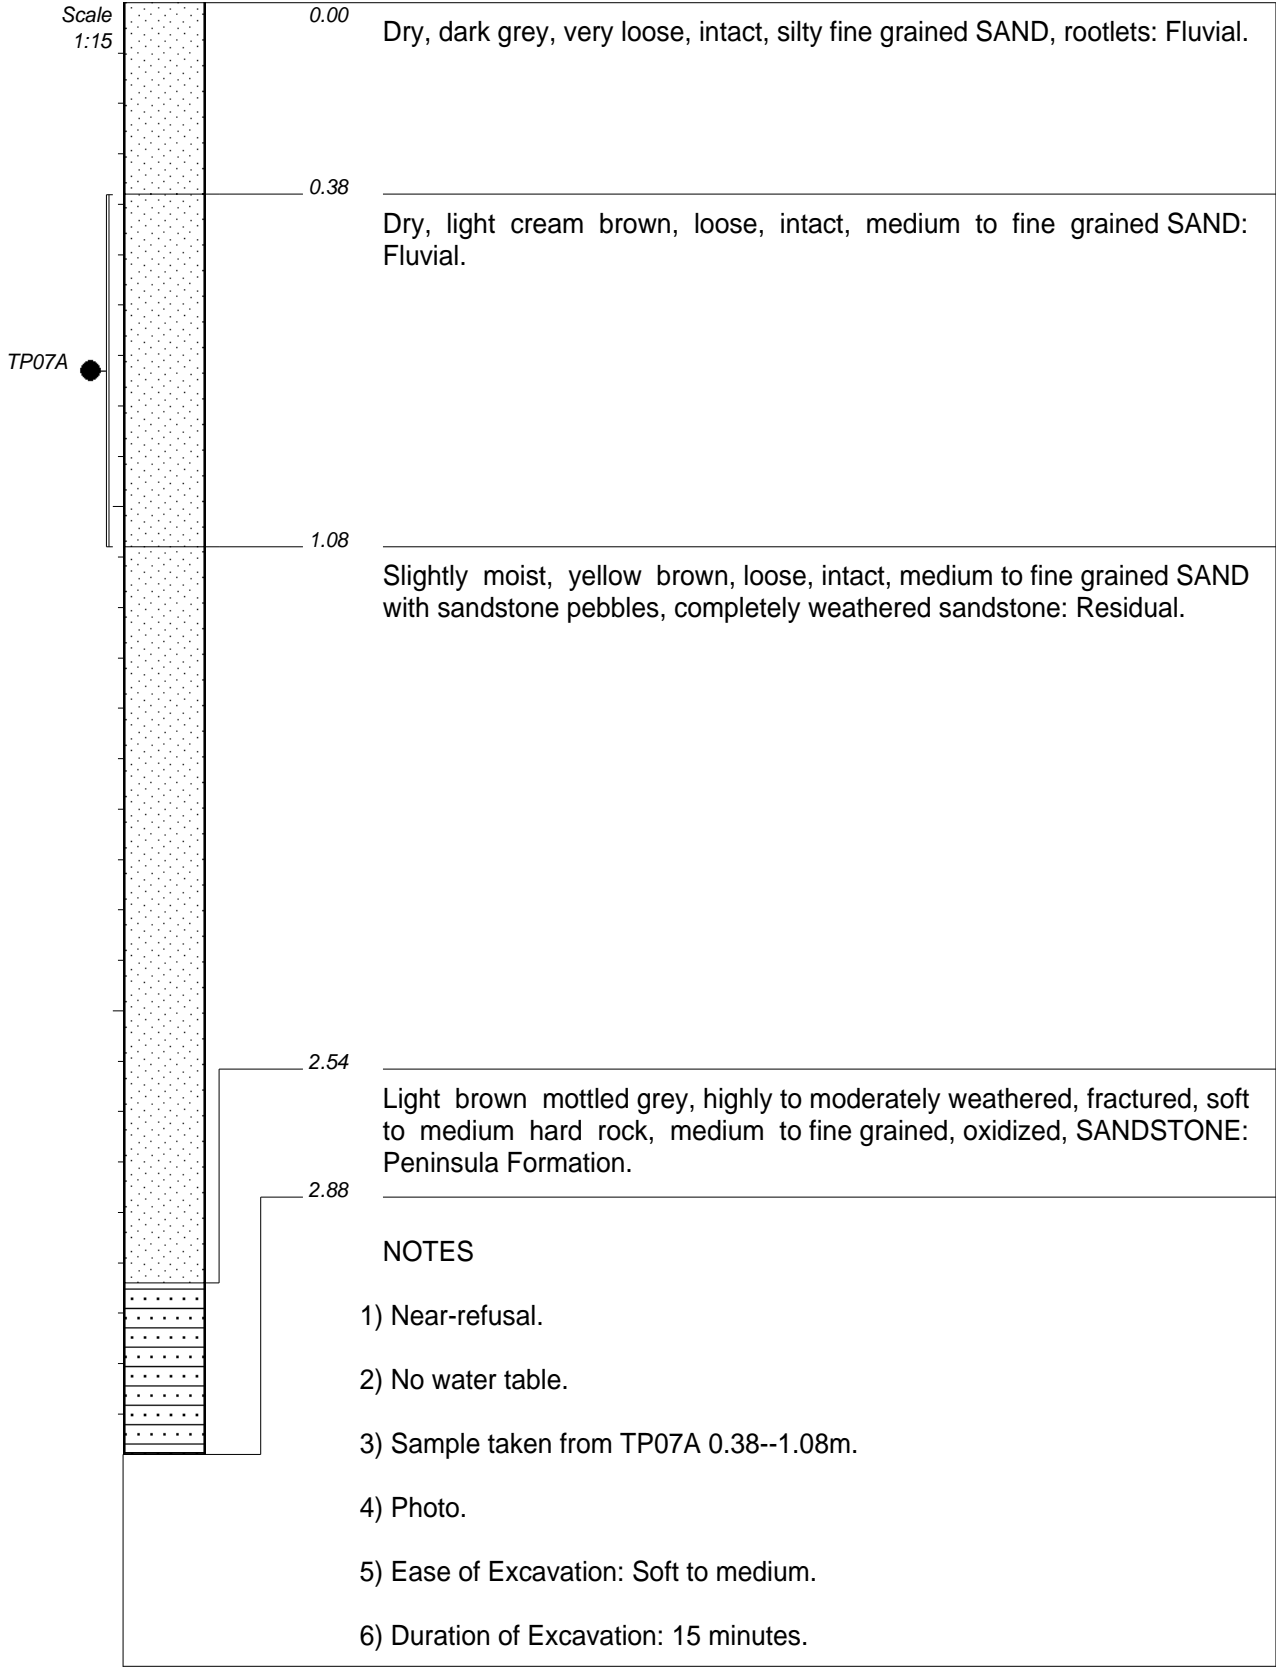 Scale
1:15
0.00
Dry, dark grey, very loose, intact, silty fine grained SAND, rootlets: Fluvial.
0.38
Dry, light cream brown, loose, intact, medium to fine grained SAND:
Fluvial.
TP07A
1.08
Slightly moist, yellow brown, loose, intact, medium to fine grained SAND
with sandstone pebbles, completely weathered sandstone: Residual.
2.54
Light brown mottled grey, highly to moderately weathered, fractured, soft
to medium hard rock, medium to fine grained, oxidized, SANDSTONE:
Peninsula Formation.
2.88
NOTES
1) Near-refusal.
2) No water table.
3) Sample taken from TP07A 0.38--1.08m.
4) Photo.
5) Ease of Excavation: Soft to medium.
6) Duration of Excavation: 15 minutes.